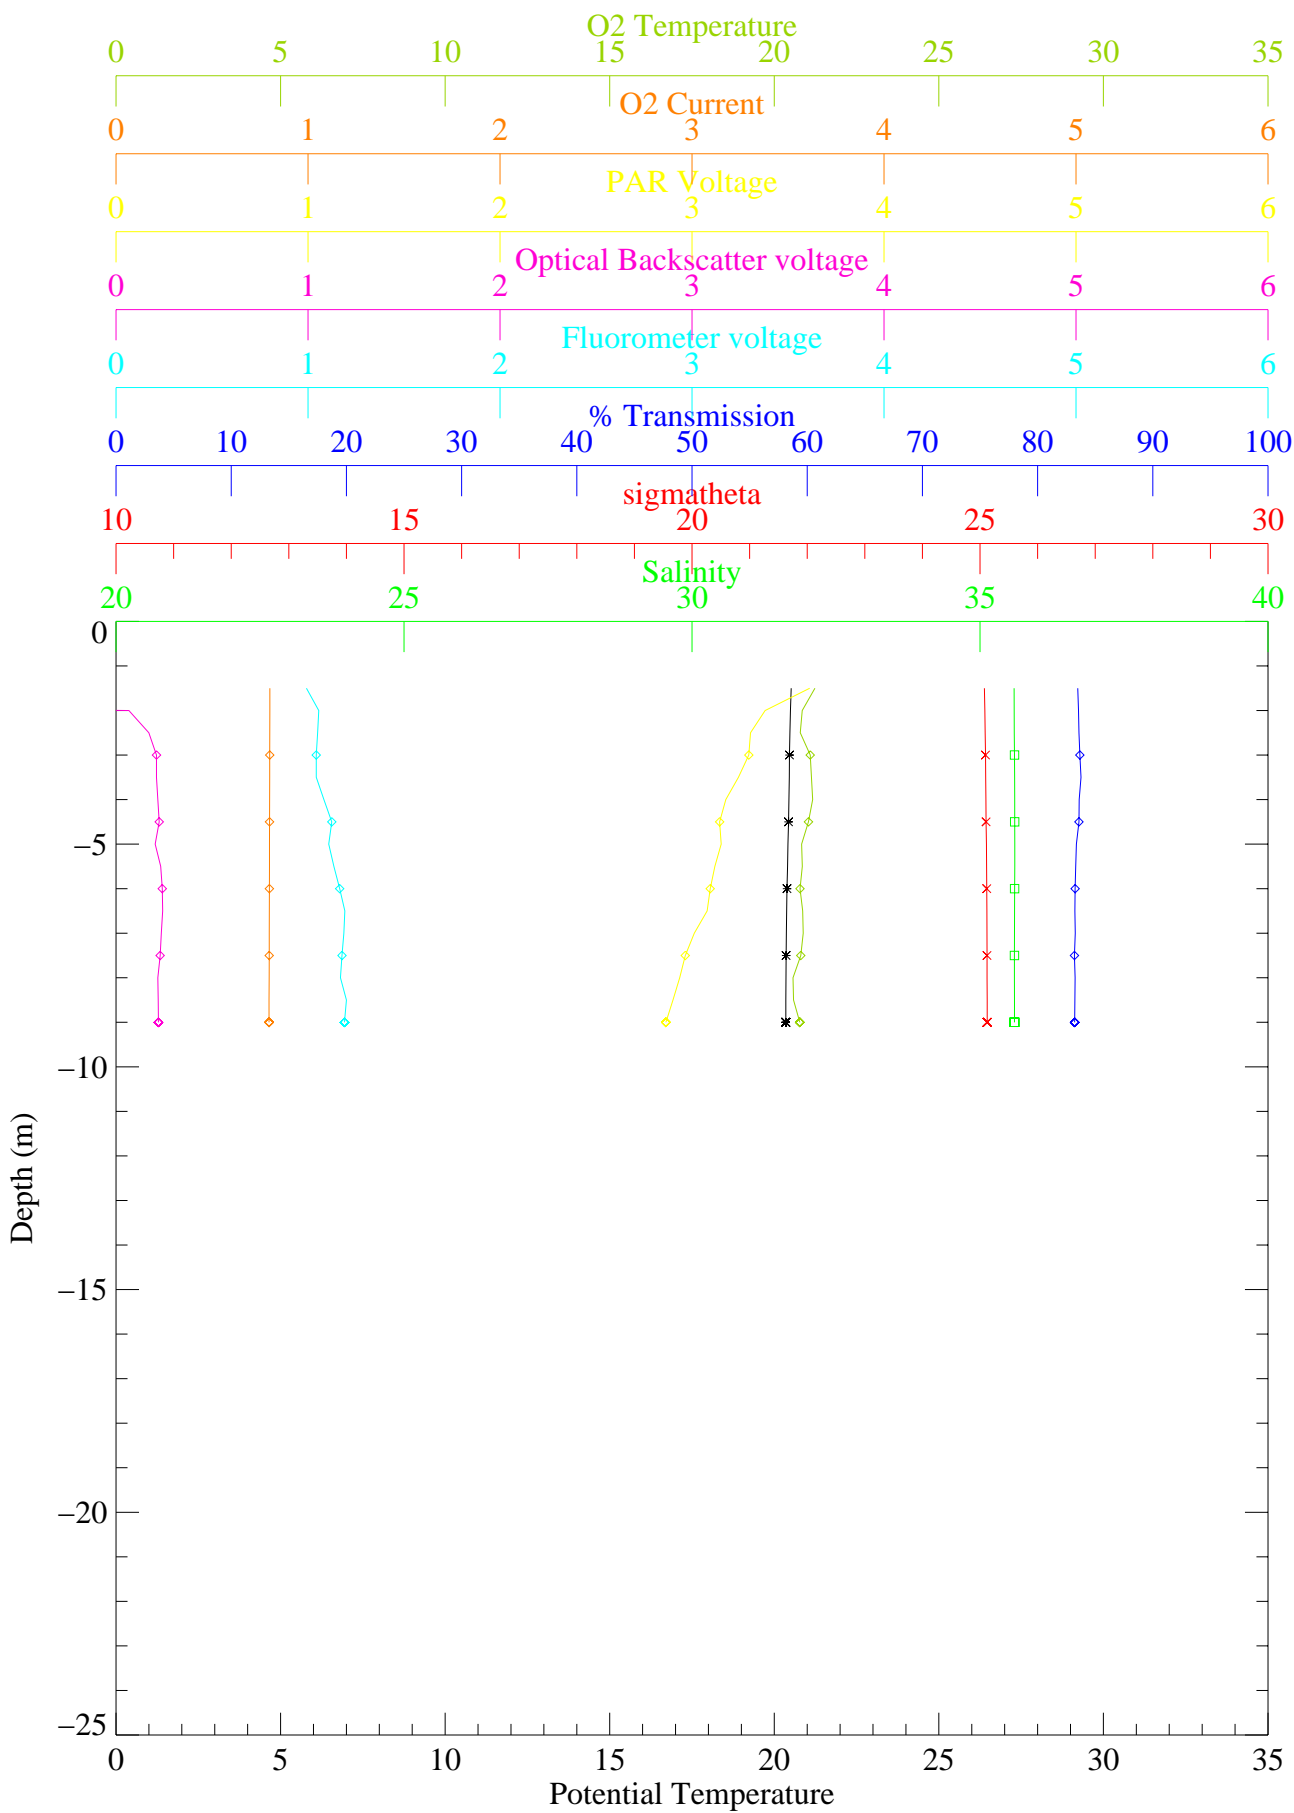 O2 Temperature
0 5 10 15 20 25 30 35
O2 Current
0 1 2 3 4 5 6
PAR Voltage
0 1 2 3 4 5 6
Optical Backscatter voltage
0 1 2 3 4 5 6
Fluorometer voltage
0 1 2 3 4 5 6
% Transmission
0 10 20 30 40 50 60 70 80 90 100
sigmatheta
10 15 20 25 30
Salinity
20 25 30 35 40
0
−5
−10
Depth (m)
−15
−20
−25
0 5 10 15 20 25 30 35
Potential Temperature